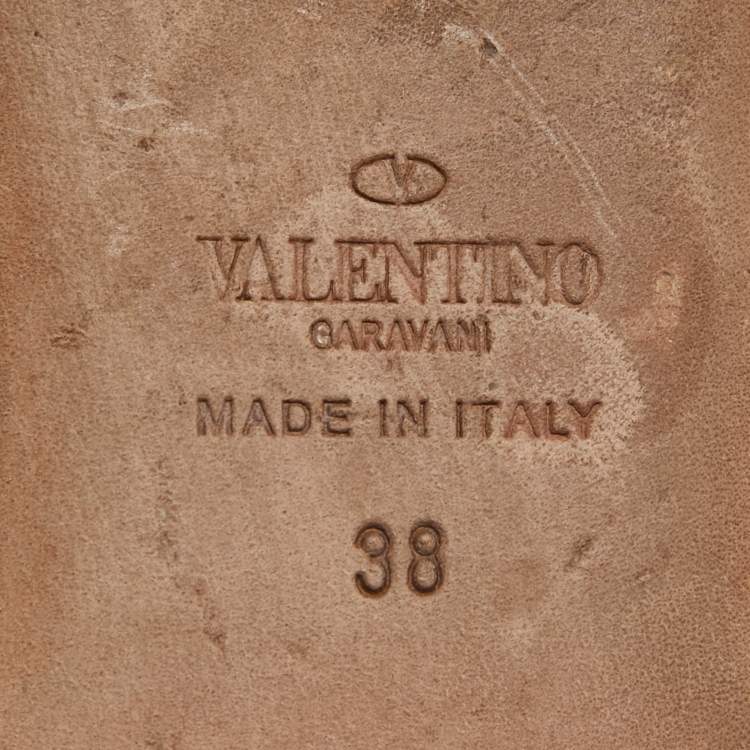 V
VALENTINO
GARAVANI
MADE IN ITALY
38